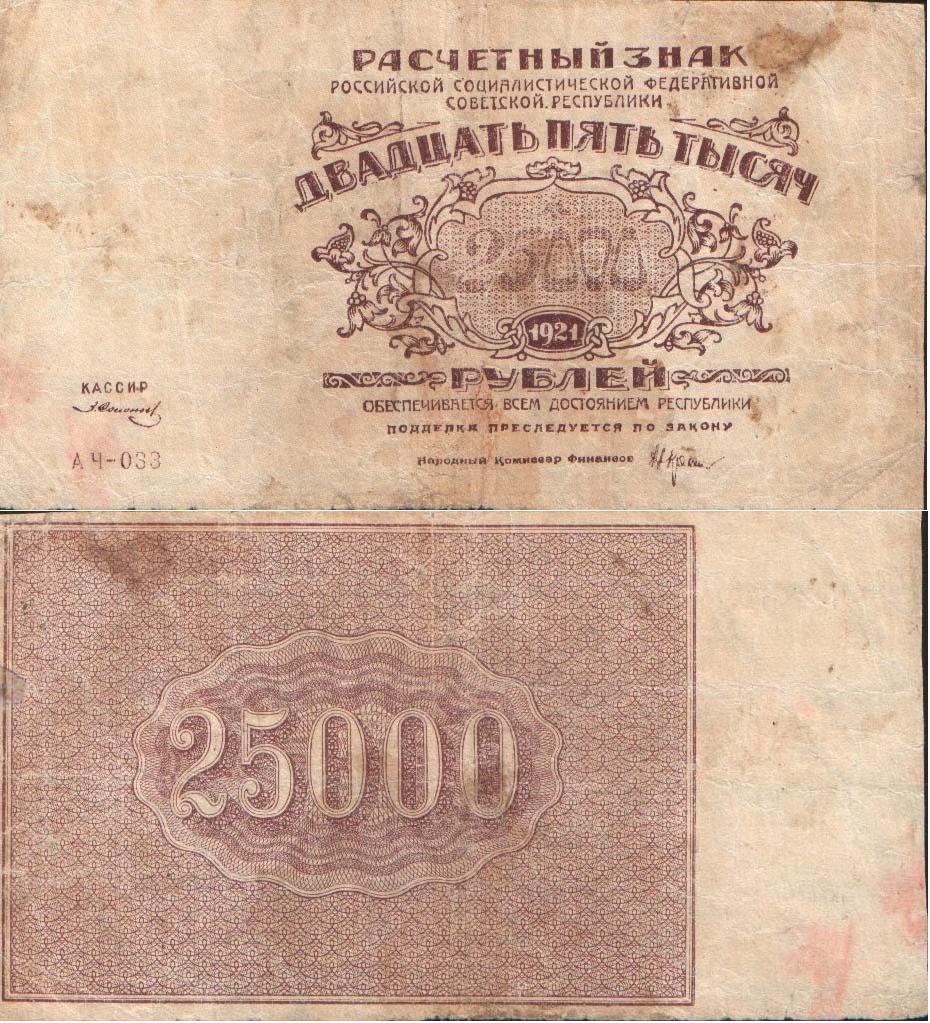 РАСЧЕТНЫЙ ЗНАК
РОССИЙСКОЙ СОЦИАЛИСТИЧЕСКОЙ ФЕДЕРАТИВНОЙ
СОВЕТСКОЙ РЕСПУБЛИКИ
ДВАДЦАТЬ ПЯТЬ ТЫСЯЧ
25000
1921
РУБЛЕЙ
ОБЕСПЕЧИВАЕТСЯ ВСЕМ ДОСТОЯНИЕМ РЕСПУБЛИКИ
ПОДДЕЛКА ПРЕСЛЕДУЕТСЯ ПО ЗАКОНУ
Народный Комиссар Финансов
КАССИР
АЧ-033
25000